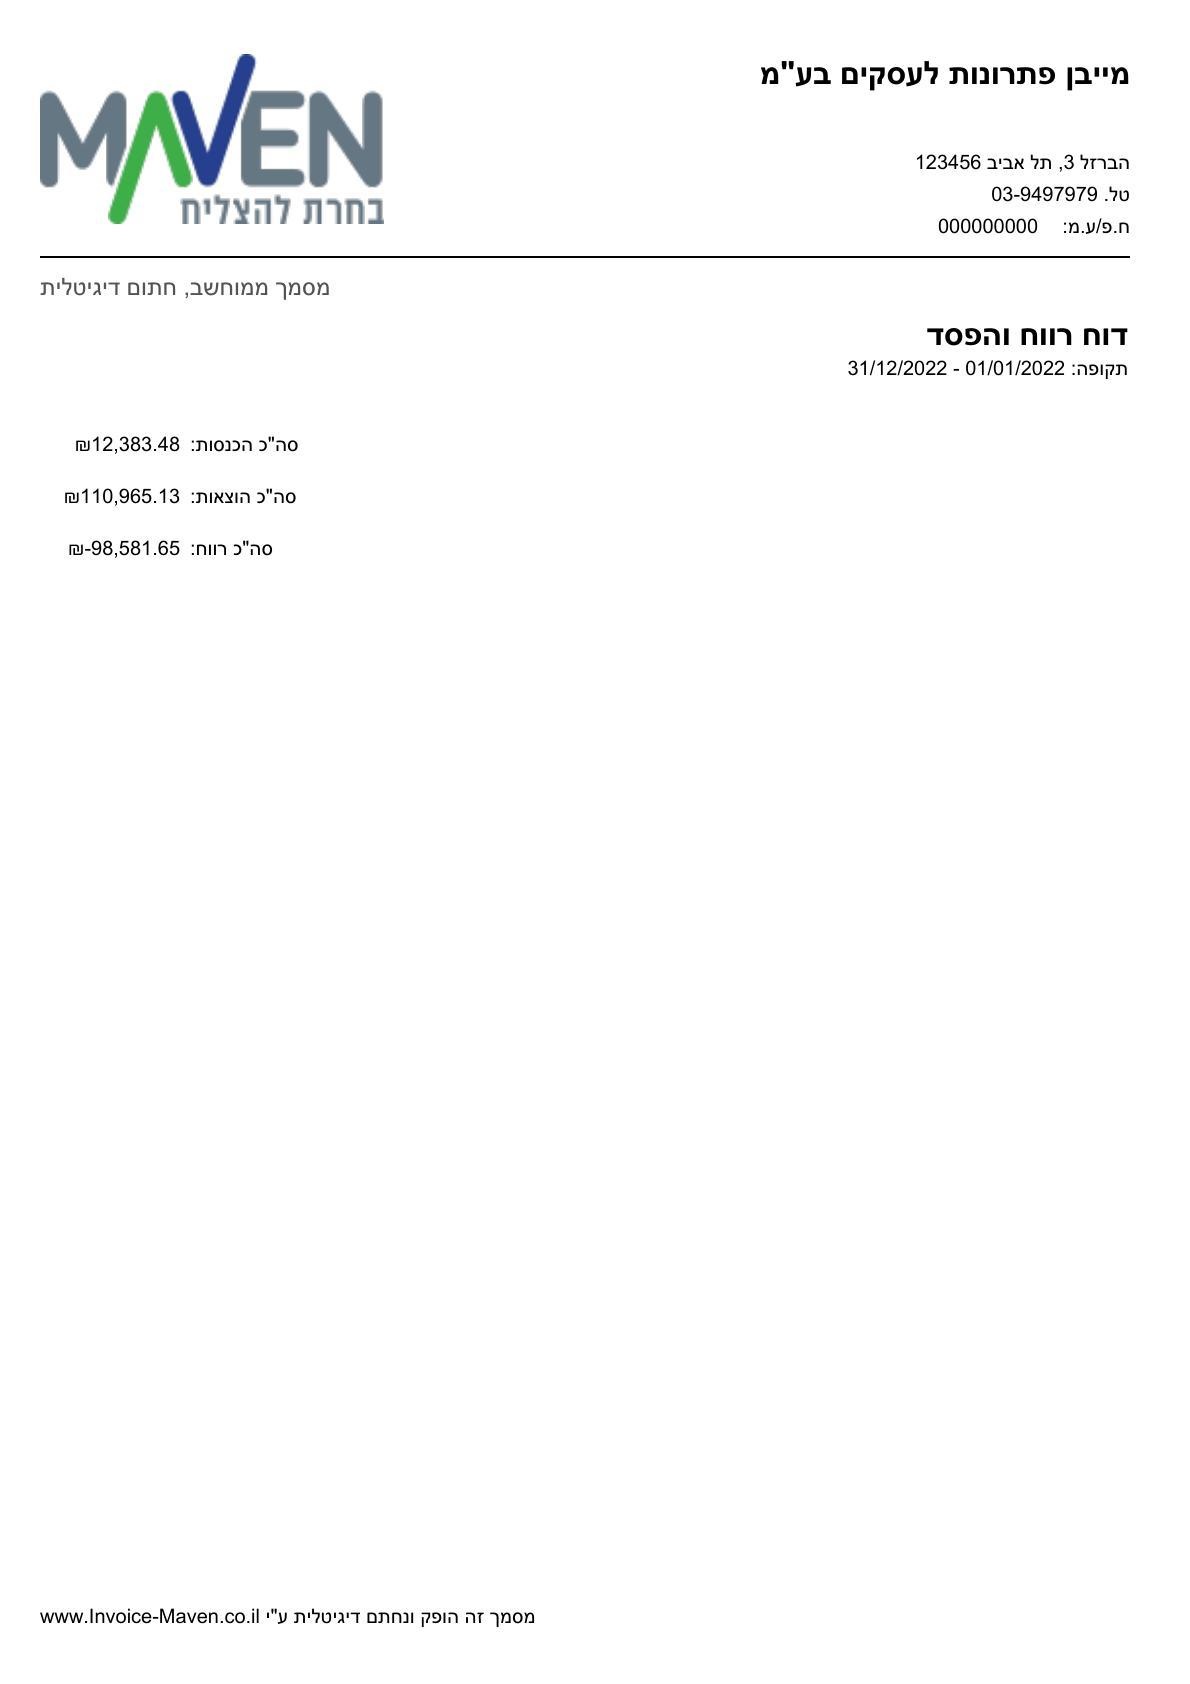 מייבן פתרונות לעסקים בע"מ
MAVEN
בחרת להצליח
הברזל 3, תל אביב 123456
טל. 03-9497979
ח.פ/ע.מ: 000000000
מסמך ממוחשב, חתום דיגיטלית
דוח רווח והפסד
תקופה: 01/01/2022 - 31/12/2022
סה"כ הכנסות: 12,383.48₪
סה"כ הוצאות: 110,965.13₪
סה"כ רווח: 98,581.65-₪
מסמך זה הופק ונחתם דיגיטלית ע"י www.Invoice-Maven.co.il